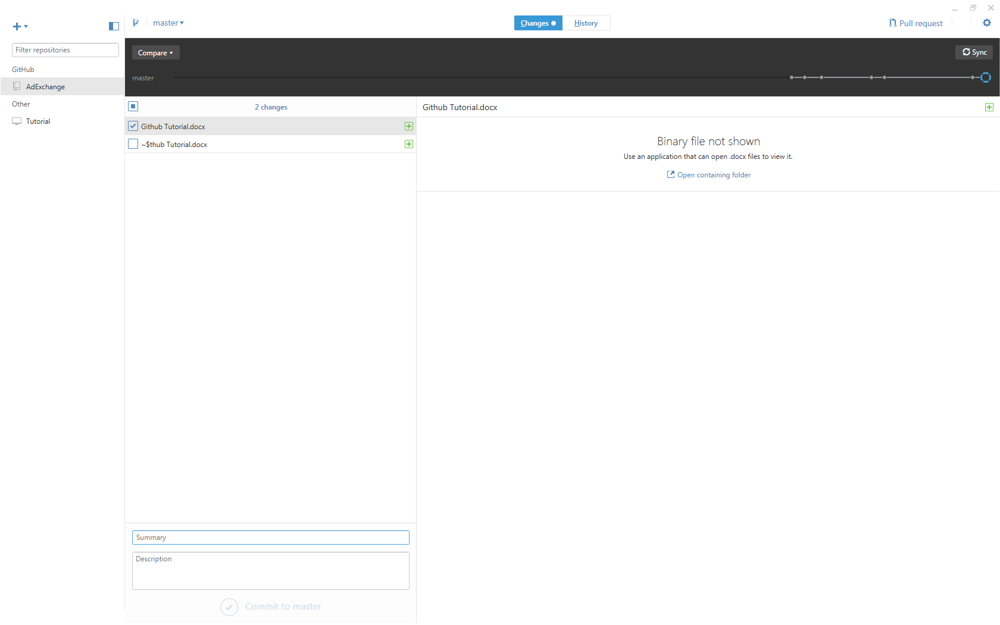 master
Changes
History
Pull request
Filter repositories
GitHub
AdExchange
Other
Tutorial
Compare
Sync
master
2 changes
Github Tutorial.docx
~$thub Tutorial.docx
Summary
Description
Commit to master
Github Tutorial.docx
Binary file not shown
Use an application that can open .docx files to view it.
Open containing folder